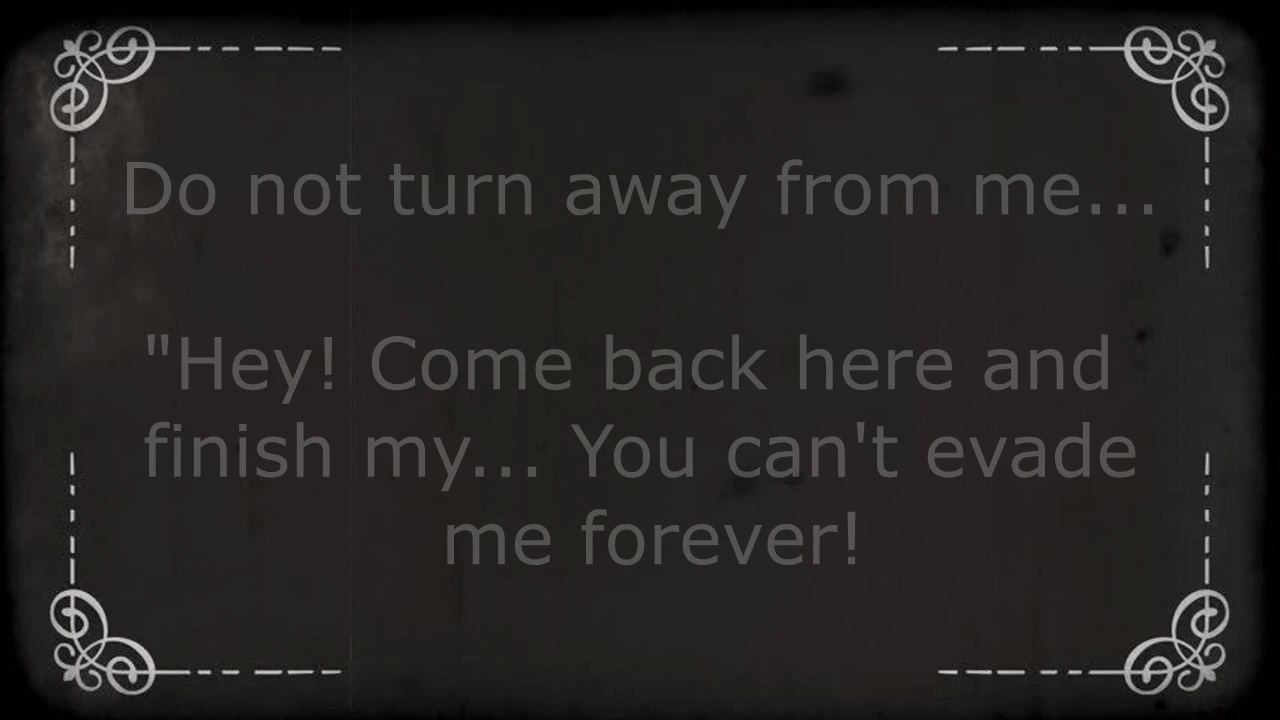 Do not turn away from me...
"Hey! Come back here and
finish my... You can't evade
me forever!